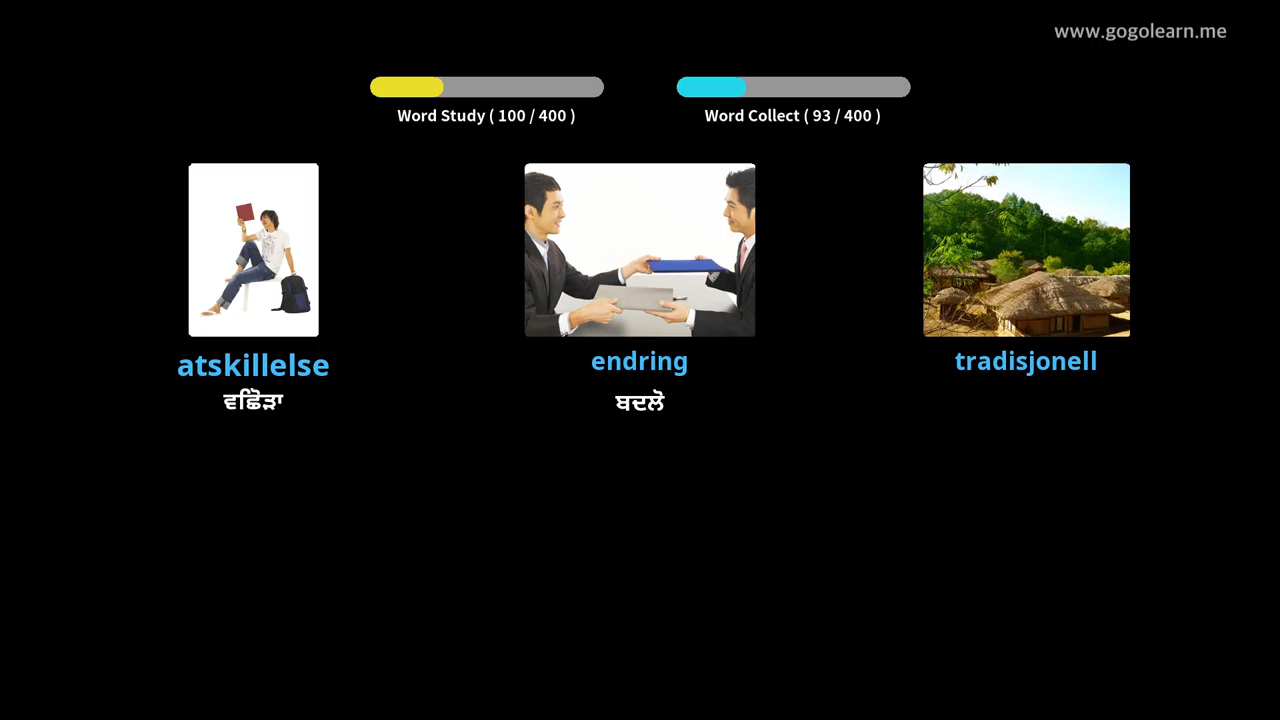 www.gogolearn.me
Word Study ( 100 / 400 )
Word Collect ( 93 / 400 )
atskillelse
endring
tradisjonell
ਵਛੋੜਿਾ
ਬਦਲੋ